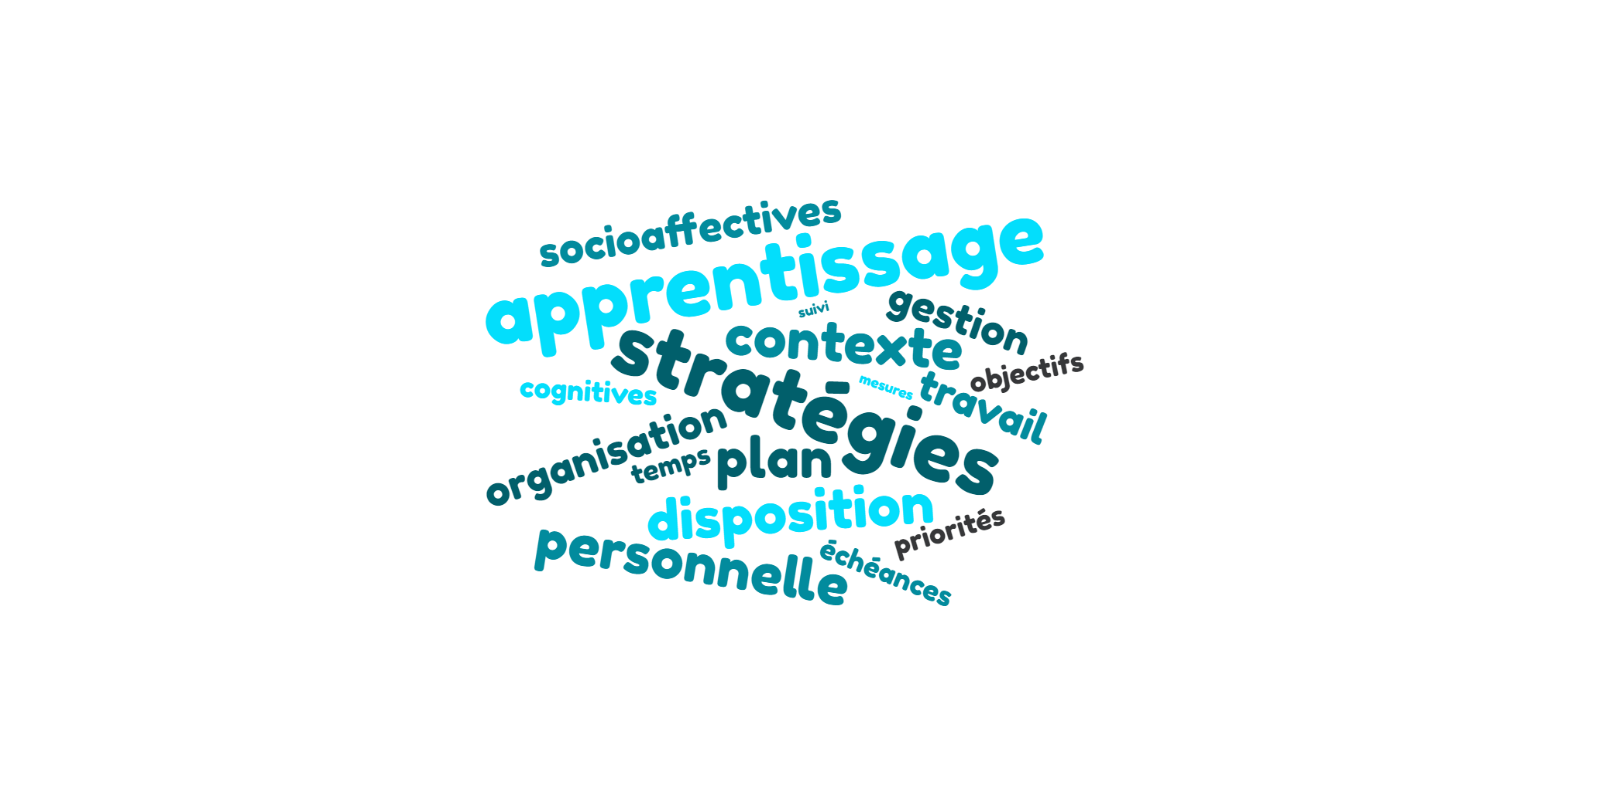 socioaffectives
apprentissage
suivi
gestion
contexte
stratégies
objectifs
mesures
travail
cognitives
organisation
temps
plan
disposition
priorités
personnelle
échéances